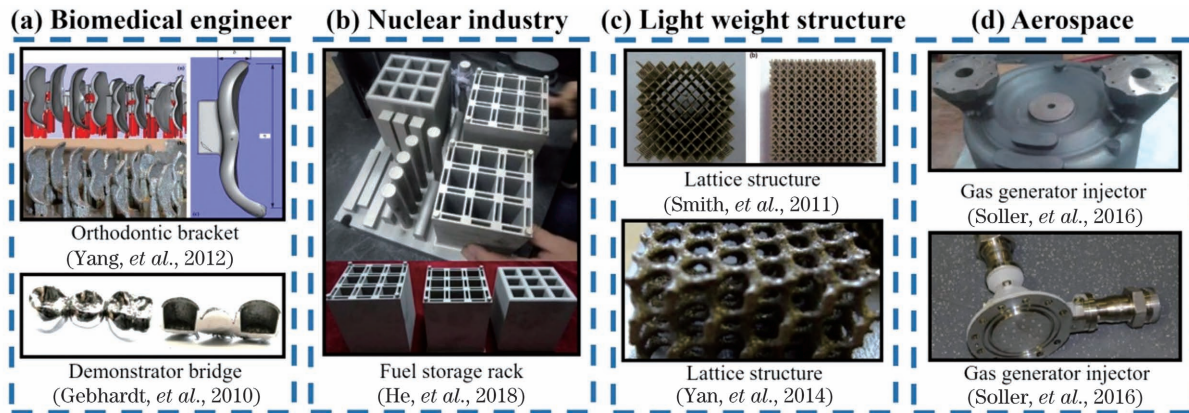 (a) Biomedical engineer
Orthodontic bracket
(Yang, et al., 2012)
Demonstrator bridge
(Gebhardt, et al., 2010)
(b) Nuclear industry
Fuel storage rack
(He, et al., 2018)
(c) Light weight structure
(b)
Lattice structure
(Smith, et al., 2011)
Lattice structure
(Yan, et al., 2014)
(d) Aerospace
Gas generator injector
(Soller, et al., 2016)
Gas generator injector
(Soller, et al., 2016)